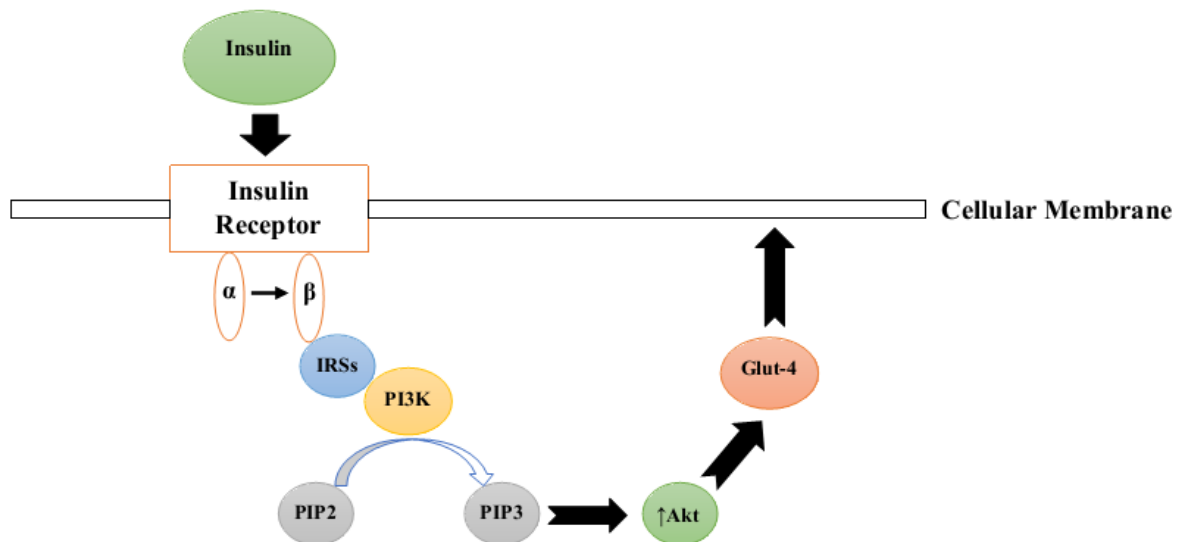 Insulin
Insulin
Receptor
Cellular Membrane
α
β
IRSs
Glut-4
PI3K
PIP2
PIP3
↑Akt